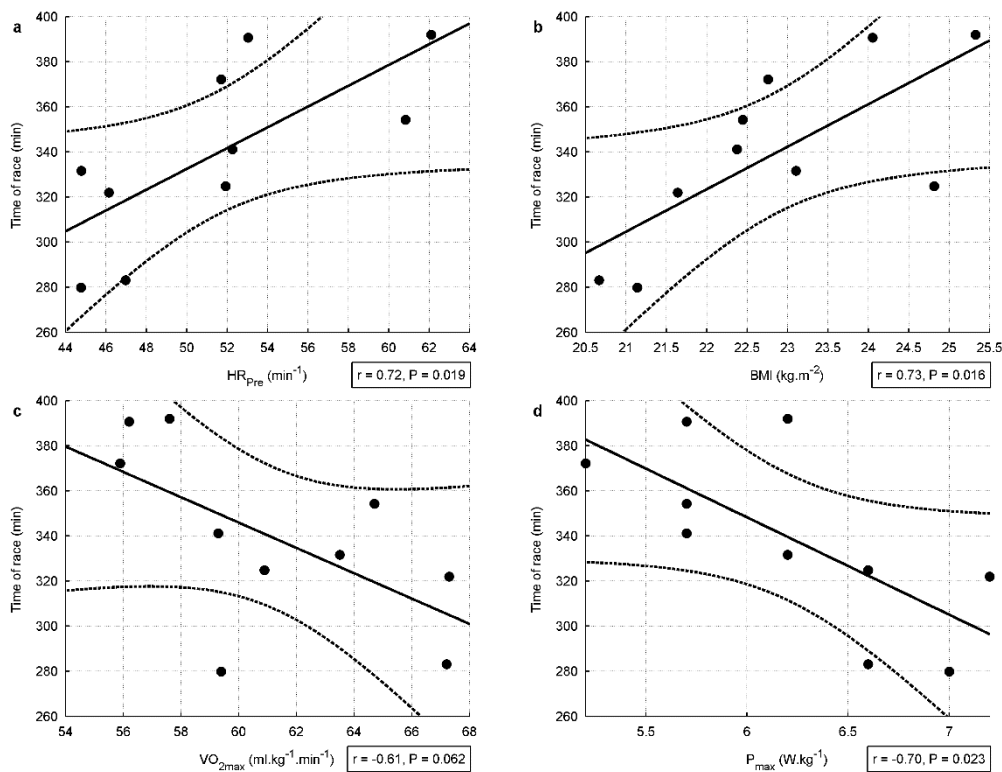 a
400
380
360
340
320
300
280
260
Time of race (min)
44 46 48 50 52 54 56 58 60 62 64
HR_Pre (min⁻¹)
r = 0.72, P = 0.019
b
400
380
360
340
320
300
280
260
Time of race (min)
20.5 21 21.5 22 22.5 23 23.5 24 24.5 25 25.5
BMI (kg.m⁻²)
r = 0.73, P = 0.016
c
400
380
360
340
320
300
280
260
Time of race (min)
54 56 58 60 62 64 66 68
VO₂max (ml.kg⁻¹.min⁻¹)
r = -0.61, P = 0.062
d
400
380
360
340
320
300
280
260
Time of race (min)
5.5 6 6.5 7
Pmax (W.kg⁻¹)
r = -0.70, P = 0.023